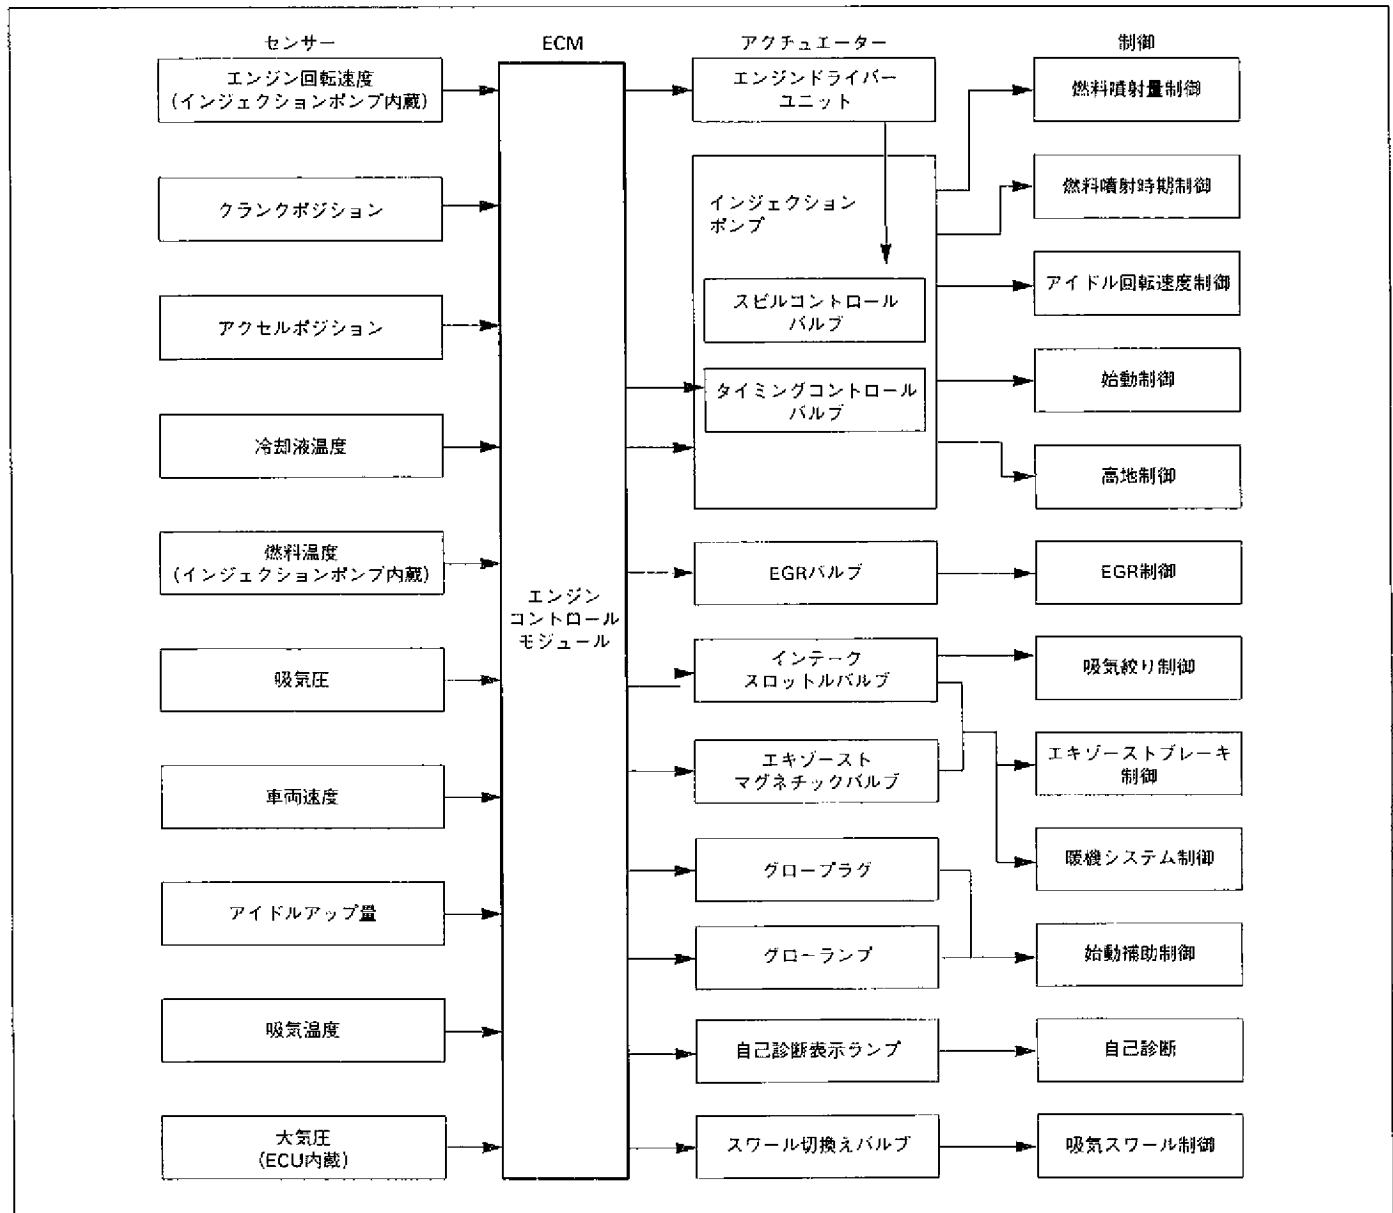 センサー
ECM
アクチュエーター
制御
エンジン回転速度
(インジェクションポンプ内蔵)
クランクポジション
アクセルポジション
冷却液温度
燃料温度
(インジェクションポンプ内蔵)
吸気圧
車両速度
アイドルアップ量
吸気温度
大気圧
(ECU内蔵)
エンジン
コントロール
モジュール
エンジンドライバー
ユニット
インジェクション
ポンプ
スピルコントロール
バルブ
タイミングコントロール
バルブ
EGRバルブ
インテーク
スロットルバルブ
エキゾースト
マグネチックバルブ
グロープラグ
グローランプ
自己診断表示ランプ
スワール切換えバルブ
燃料噴射量制御
燃料噴射時期制御
アイドル回転速度制御
始動制御
高地制御
EGR制御
吸気絞り制御
エキゾーストブレーキ
制御
暖機システム制御
始動補助制御
自己診断
吸気スワール制御